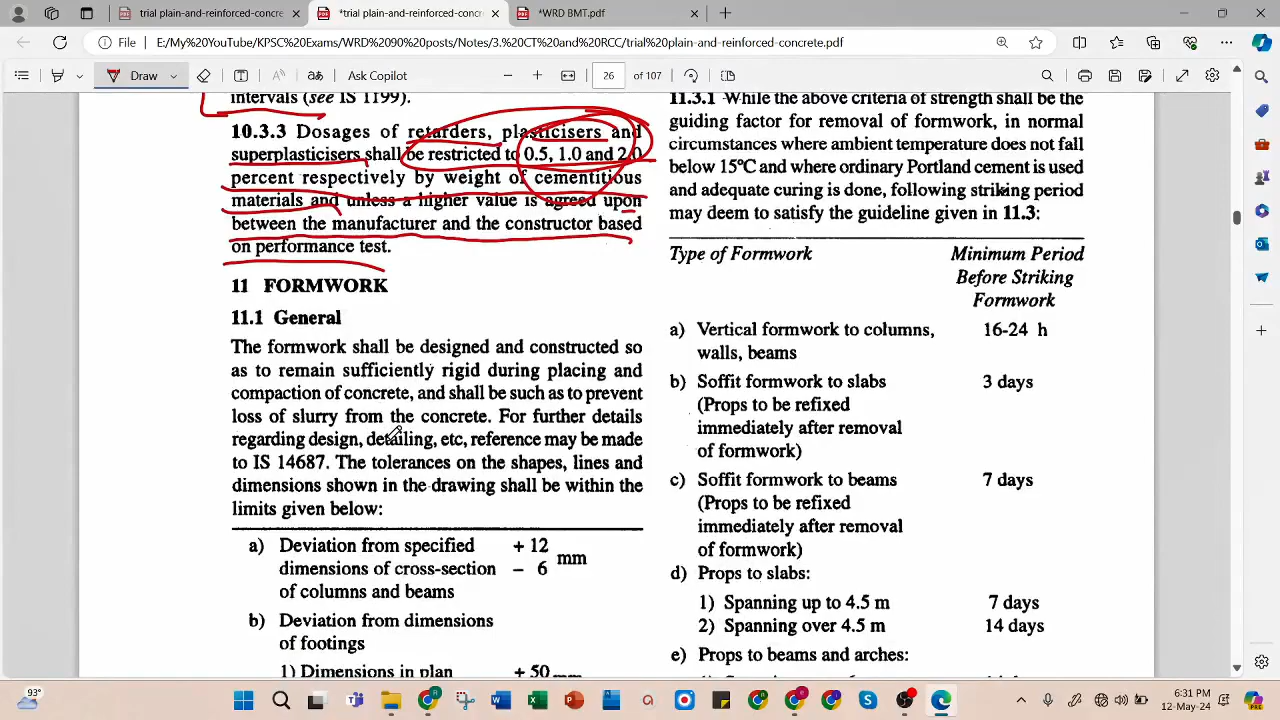 trial plain-and-reinforced-concre
*trial plain-and-reinforced-concr
*WRD BMT.pdf
File
E:/My%20YouTube/KPSC%20Exams/WRD%2090%20posts/Notes/3.%20CT%20and%20RCC/trial%20plain-and-reinforced-concrete.pdf
Draw
Ask Copilot
26 of 107
intervals (see IS 1199).
10.3.3 Dosages of retarders, plasticisers and
superplasticisers shall be restricted to 0.5, 1.0 and 2.0
percent respectively by weight of cementitious
materials and unless a higher value is agreed upon
between the manufacturer and the constructor based
on performance test.
11 FORMWORK
11.1 General
The formwork shall be designed and constructed so
as to remain sufficiently rigid during placing and
compaction of concrete, and shall be such as to prevent
loss of slurry from the concrete. For further details
regarding design, detailing, etc, reference may be made
to IS 14687. The tolerances on the shapes, lines and
dimensions shown in the drawing shall be within the
limits given below:
a) Deviation from specified + 12
dimensions of cross-section − 6 mm
of columns and beams
b) Deviation from dimensions
of footings
1) Dimensions in plan + 50 mm
11.3.1 While the above criteria of strength shall be the
guiding factor for removal of formwork, in normal
circumstances where ambient temperature does not fall
below 15°C and where ordinary Portland cement is used
and adequate curing is done, following striking period
may deem to satisfy the guideline given in 11.3:
Type of Formwork Minimum Period
Before Striking
Formwork
a) Vertical formwork to columns, 16-24 h
walls, beams
b) Soffit formwork to slabs 3 days
(Props to be refixed
immediately after removal
of formwork)
c) Soffit formwork to beams 7 days
(Props to be refixed
immediately after removal
of formwork)
d) Props to slabs:
1) Spanning up to 4.5 m 7 days
2) Spanning over 4.5 m 14 days
e) Props to beams and arches:
93°
6:31 PM
12-May-24